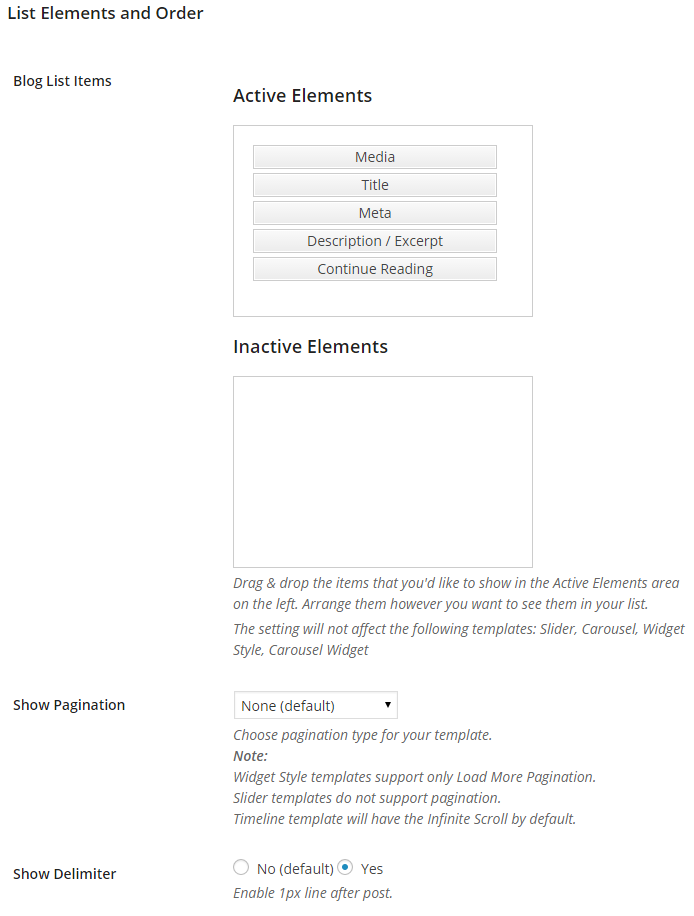 List Elements and Order
Blog List Items
Active Elements
Media
Title
Meta
Description / Excerpt
Continue Reading
Inactive Elements
Drag & drop the items that you'd like to show in the Active Elements area
on the left. Arrange them however you want to see them in your list.
The setting will not affect the following templates: Slider, Carousel, Widget
Style, Carousel Widget
Show Pagination
None (default)
Choose pagination type for your template.
Note:
Widget Style templates support only Load More Pagination.
Slider templates do not support pagination.
Timeline template will have the Infinite Scroll by default.
Show Delimiter
No (default) Yes
Enable 1px line after post.